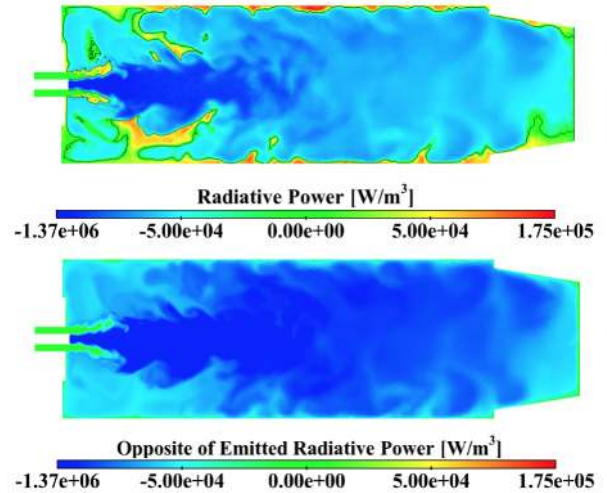 Radiative Power [W/m³]
-1.37e+06 -5.00e+04 0.00e+00 5.00e+04 1.75e+05
Opposite of Emitted Radiative Power [W/m³]
-1.37e+06 -5.00e+04 0.00e+00 5.00e+04 1.75e+05